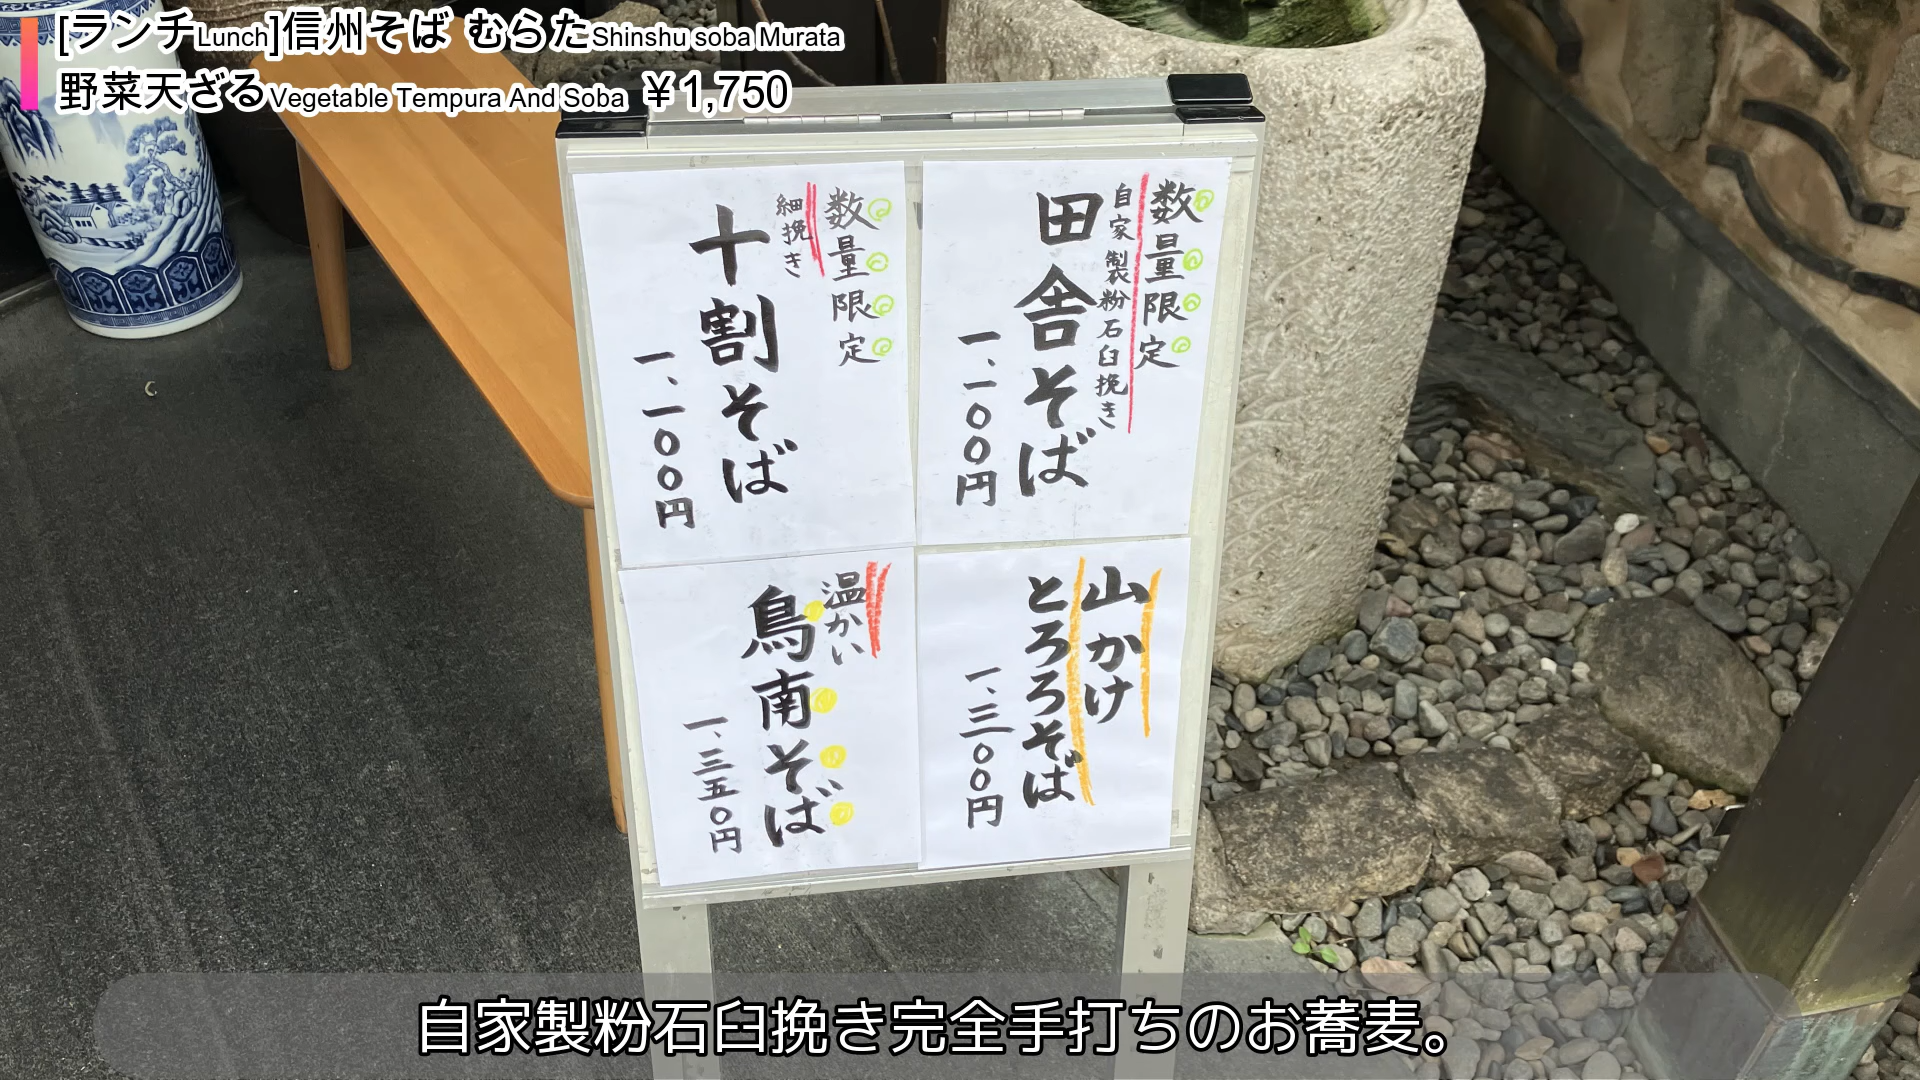 [ランチLunch]信州そば むらたShinshu soba Murata
野菜天ざるVegetable Tempura And Soba ￥1,750
数量限定
自家製粉石臼挽き
田舎そば
一、一〇〇円
数量限定
細挽き
十割そば
一、一〇〇円
山かけ
とろろそば
一、三〇〇円
温かい
鳥南そば
一、三五〇円
自家製粉石臼挽き完全手打ちのお蕎麦。